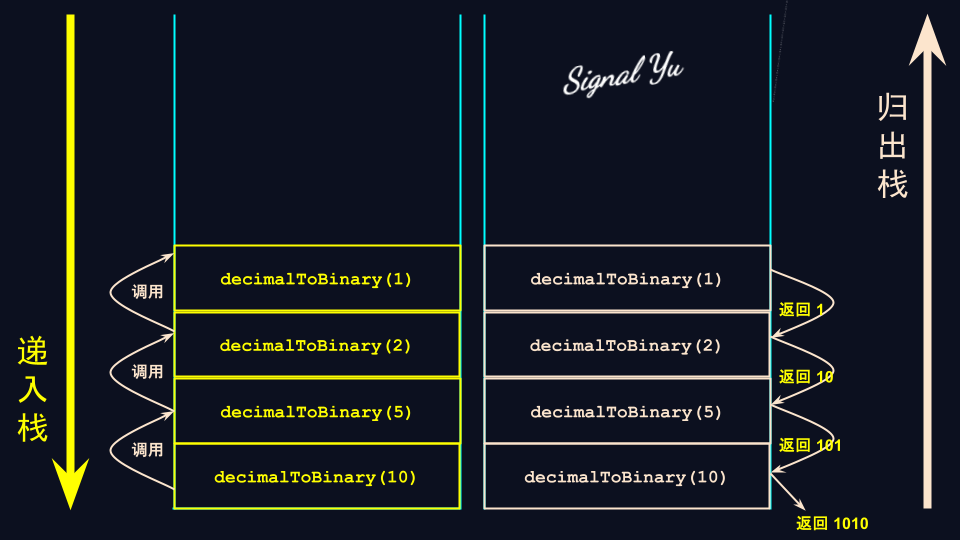 Signal Yu
归出栈
递入栈
调用
调用
调用
decimalToBinary(1)
decimalToBinary(2)
decimalToBinary(5)
decimalToBinary(10)
decimalToBinary(1)
decimalToBinary(2)
decimalToBinary(5)
decimalToBinary(10)
返回 1
返回 10
返回 101
返回 1010